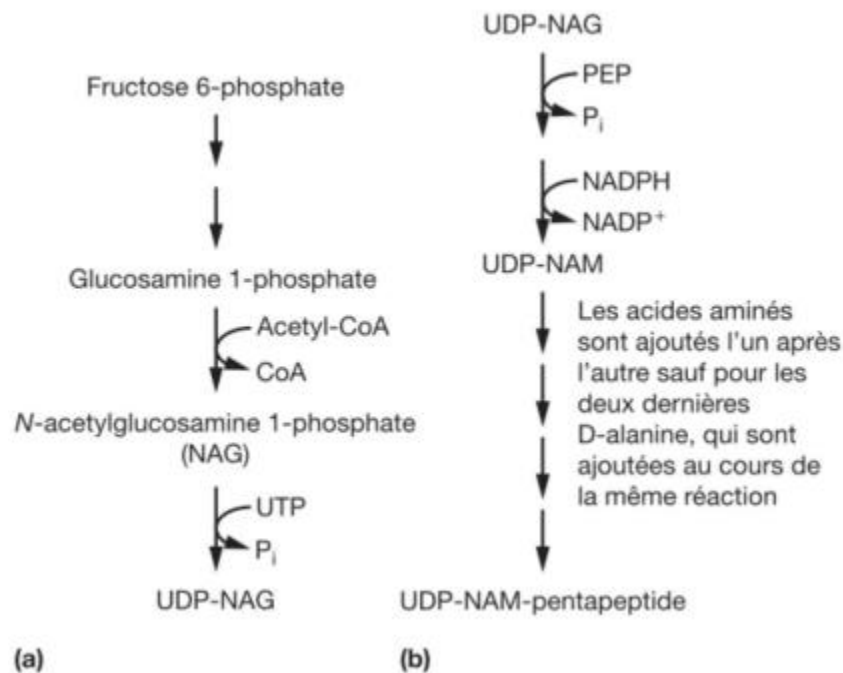 Fructose 6-phosphate
Glucosamine 1-phosphate
Acetyl-CoA
CoA
N-acetylglucosamine 1-phosphate
(NAG)
UTP
Pi
UDP-NAG
(a)
UDP-NAG
PEP
Pi
NADPH
NADP+
UDP-NAM
Les acides aminés
sont ajoutés l'un après
l'autre sauf pour les
deux dernières
D-alanine, qui sont
ajoutées au cours de
la même réaction
UDP-NAM-pentapeptide
(b)